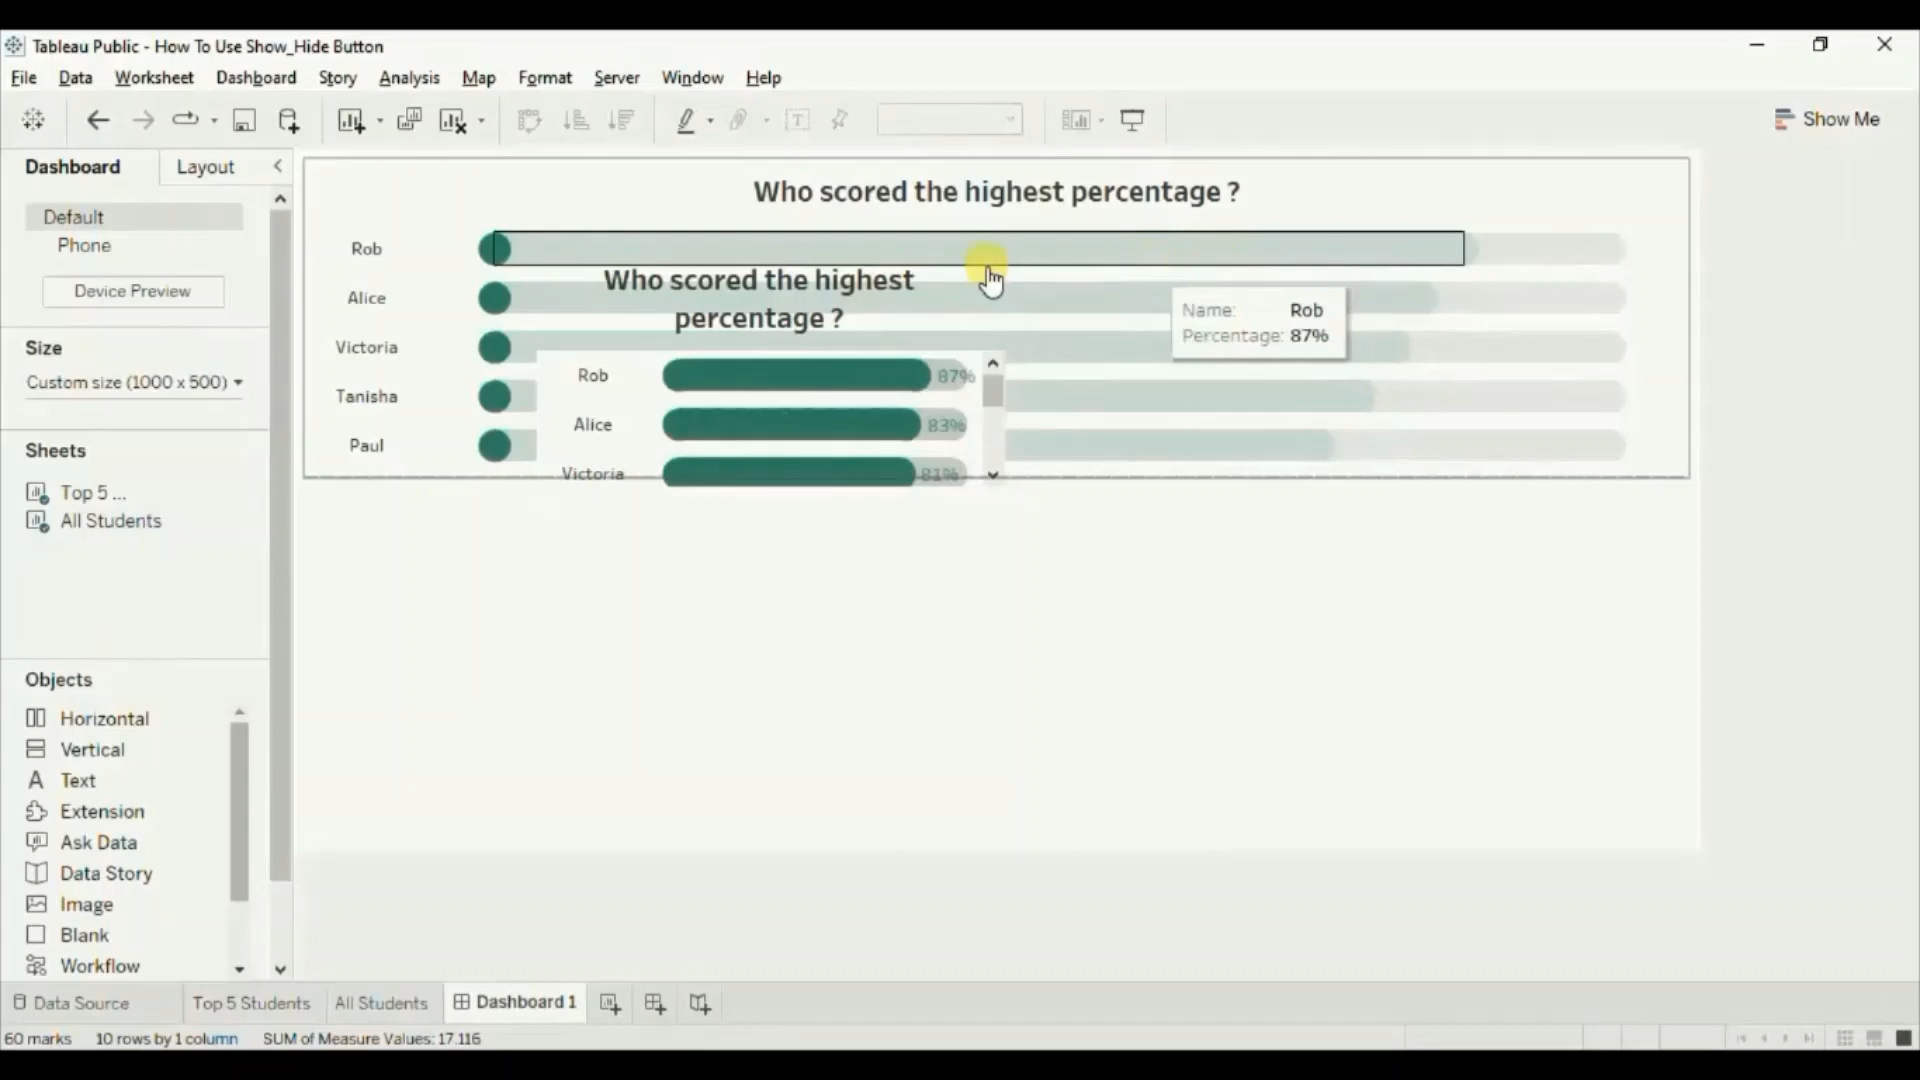 Tableau Public - How To Use Show_Hide Button
File Data Worksheet Dashboard Story Analysis Map Format Server Window Help
Show Me
Dashboard Layout
Default
Phone
Device Preview
Size
Custom size (1000 x 500)
Sheets
Top 5 ...
All Students
Objects
Horizontal
Vertical
Text
Extension
Ask Data
Data Story
Image
Blank
Workflow
Who scored the highest percentage ?
Rob
Alice
Victoria
Tanisha
Paul
Who scored the highest
percentage ?
Rob 87%
Alice 83%
Victoria 81%
Name: Rob
Percentage: 87%
Data Source Top 5 Students All Students Dashboard 1
60 marks 10 rows by 1 column SUM of Measure Values: 17.116